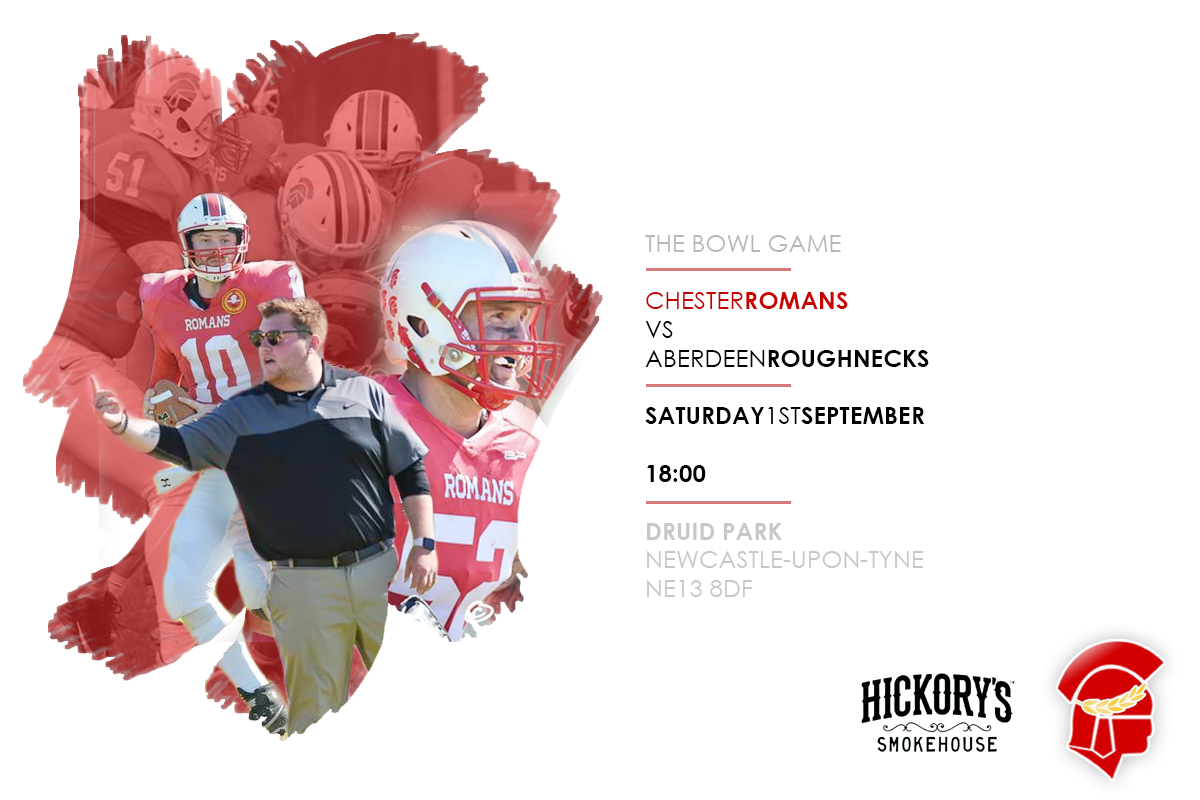 THE BOWL GAME
CHESTERROMANS
VS
ABERDEENROUGHNECKS
SATURDAY1STSEPTEMBER
18:00
DRUID PARK
NEWCASTLE-UPON-TYNE
NE13 8DF
51
ROMANS
10
ROMANS
52
HICKORY'S
SMOKEHOUSE